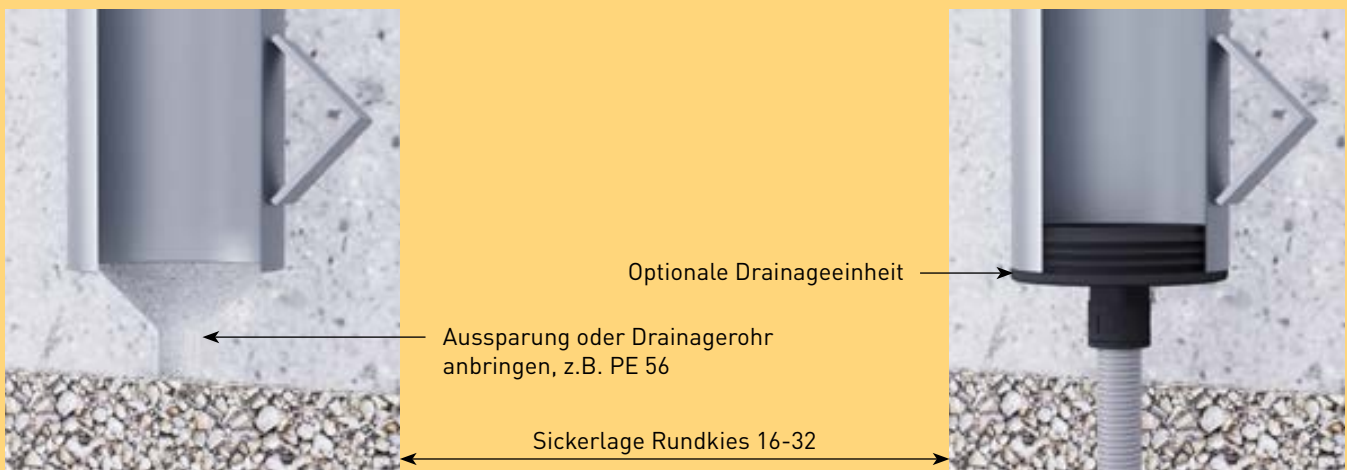 Optionale Drainageeinheit
Aussparung oder Drainagerohr
anbringen, z.B. PE 56
Sickerlage Rundkies 16-32